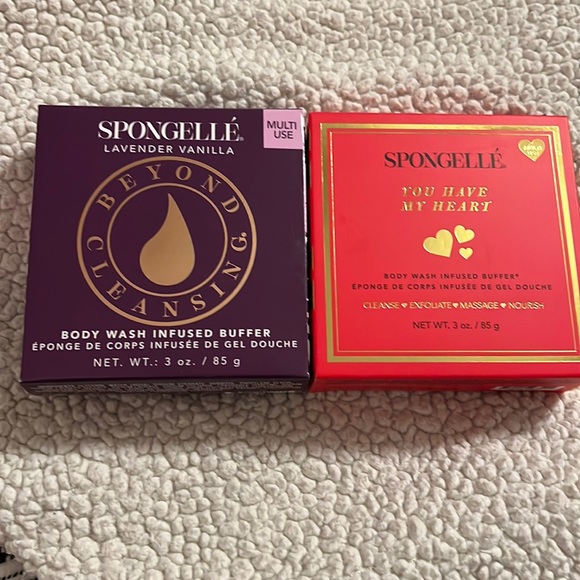 SPONGELLÉ
LAVENDER VANILLA
MULTI
USE
BEYOND
CLEANSING.
BODY WASH INFUSED BUFFER
ÉPONGE DE CORPS INFUSÉE DE GEL DOUCHE
NET. WT.: 3 oz. / 85 g
SPONGELLÉ
YOU HAVE
MY HEART
BODY WASH INFUSED BUFFER®
ÉPONGE DE CORPS INFUSÉE DE GEL DOUCHE
CLEANSE ♥ EXFOLIATE ♥ MASSAGE ♥ NOURISH
NET WT. 3 oz. / 85 g